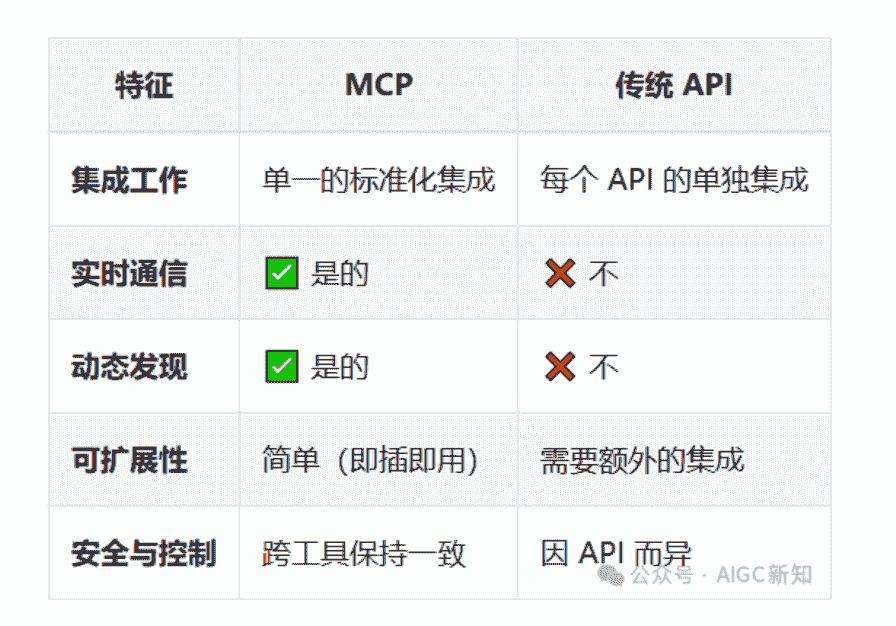 特征 MCP 传统 API
集成工作 单一的标准化集成 每个 API 的单独集成
实时通信 ✅ 是的 ❌ 不
动态发现 ✅ 是的 ❌ 不
可扩展性 简单（即插即用） 需要额外的集成
安全与控制 跨工具保持一致 因 API 而异
公众号 · AIGC新知